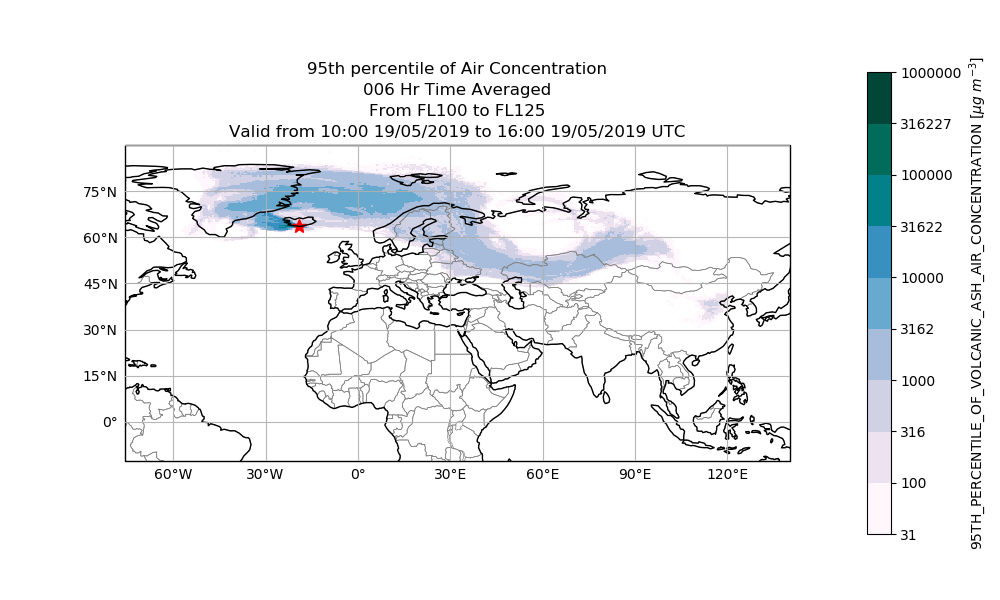 95th percentile of Air Concentration
006 Hr Time Averaged
From FL100 to FL125
Valid from 10:00 19/05/2019 to 16:00 19/05/2019 UTC
75°N
60°N
45°N
30°N
15°N
0°
60°W
30°W
0°
30°E
60°E
90°E
120°E
1000000
316227
100000
31622
10000
3162
1000
316
100
31
95TH_PERCENTILE_OF_VOLCANIC_ASH_AIR_CONCENTRATION [μg m⁻³]